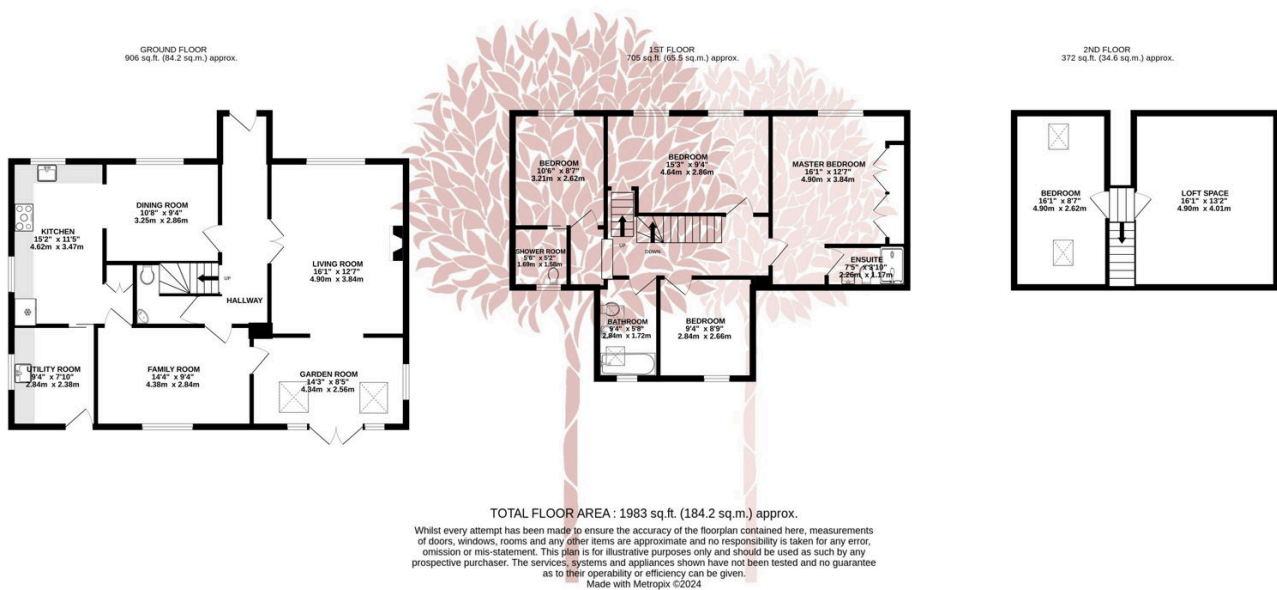 GROUND FLOOR
906 sq.ft. (84.2 sq.m.) approx.
1ST FLOOR
705 sq.ft. (65.5 sq.m.) approx.
2ND FLOOR
372 sq.ft. (34.6 sq.m.) approx.
KITCHEN
15'2" x 11'5"
4.62m x 3.47m
DINING ROOM
10'8" x 9'4"
3.25m x 2.86m
LIVING ROOM
16'1" x 12'7"
4.90m x 3.84m
UP
HALLWAY
UTILITY ROOM
9'4" x 7'10"
2.84m x 2.38m
FAMILY ROOM
14'4" x 9'4"
4.38m x 2.84m
GARDEN ROOM
14'3" x 8'5"
4.34m x 2.56m
BEDROOM
10'6" x 8'7"
3.21m x 2.62m
BEDROOM
15'3" x 9'4"
4.64m x 2.86m
MASTER BEDROOM
16'1" x 12'7"
4.90m x 3.84m
SHOWER ROOM
5'6" x 5'2"
1.69m x 1.58m
UP
DOWN
ENSUITE
7'5" x 3'10"
2.26m x 1.17m
BATHROOM
9'4" x 5'8"
2.84m x 1.72m
BEDROOM
9'4" x 8'9"
2.84m x 2.66m
BEDROOM
16'1" x 8'7"
4.90m x 2.62m
LOFT SPACE
16'1" x 13'2"
4.90m x 4.01m
TOTAL FLOOR AREA : 1983 sq.ft. (184.2 sq.m.) approx.
Whilst every attempt has been made to ensure the accuracy of the floorplan contained here, measurements
of doors, windows, rooms and any other items are approximate and no responsibility is taken for any error,
omission or mis-statement. This plan is for illustrative purposes only and should be used as such by any
prospective purchaser. The services, systems and appliances shown have not been tested and no guarantee
as to their operability or efficiency can be given.
Made with Metropix ©2024